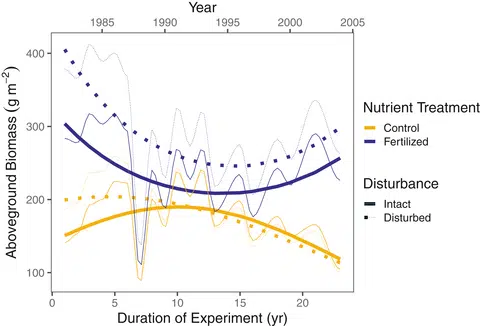 Year
1985 1990 1995 2000 2005
Aboveground Biomass (g m⁻²)
400
300
200
100
0 5 10 15 20
Duration of Experiment (yr)
Nutrient Treatment
Control
Fertilized
Disturbance
Intact
Disturbed